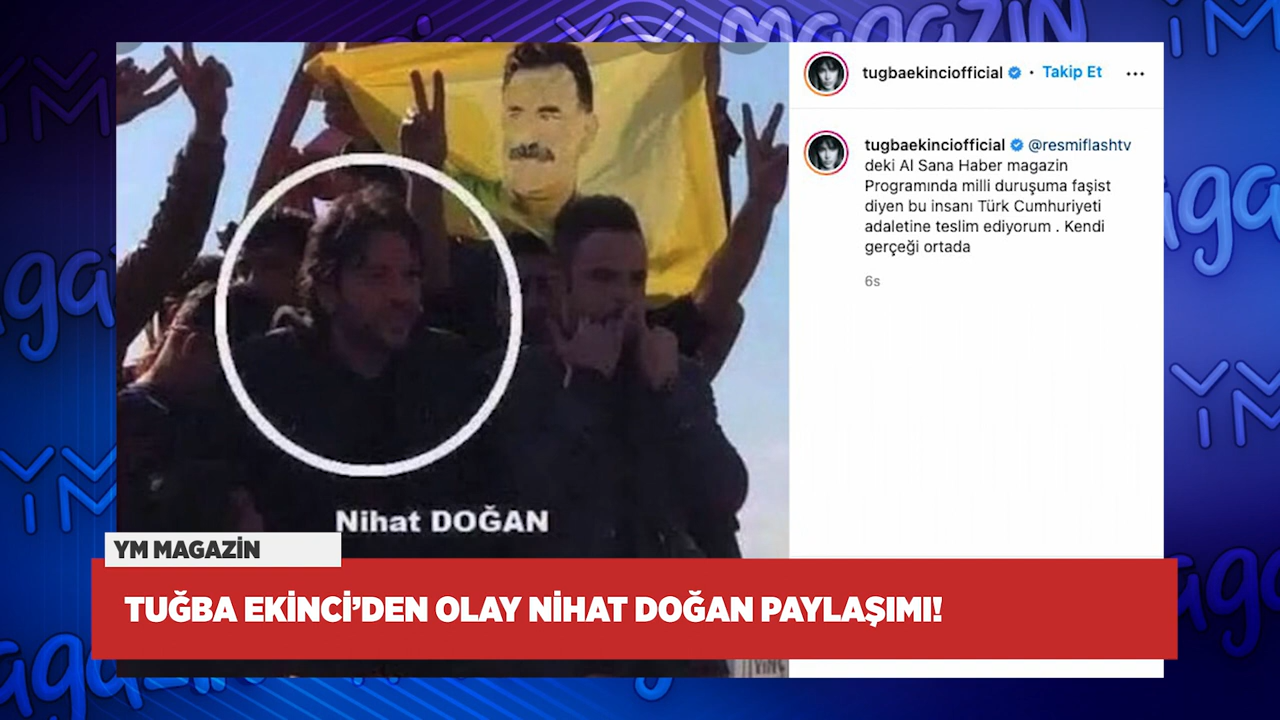 tugbaekinciofficial • Takip Et ...
tugbaekinciofficial @resmiflashtv
deki Al Sana Haber magazin
Programında milli duruşuma faşist
diyen bu insanı Türk Cumhuriyeti
adaletine teslim ediyorum . Kendi
gerçeği ortada
6s
Nihat DOĞAN
YM MAGAZİN
TUĞBA EKİNCİ’DEN OLAY NİHAT DOĞAN PAYLAŞIMI!
Magazin
YM